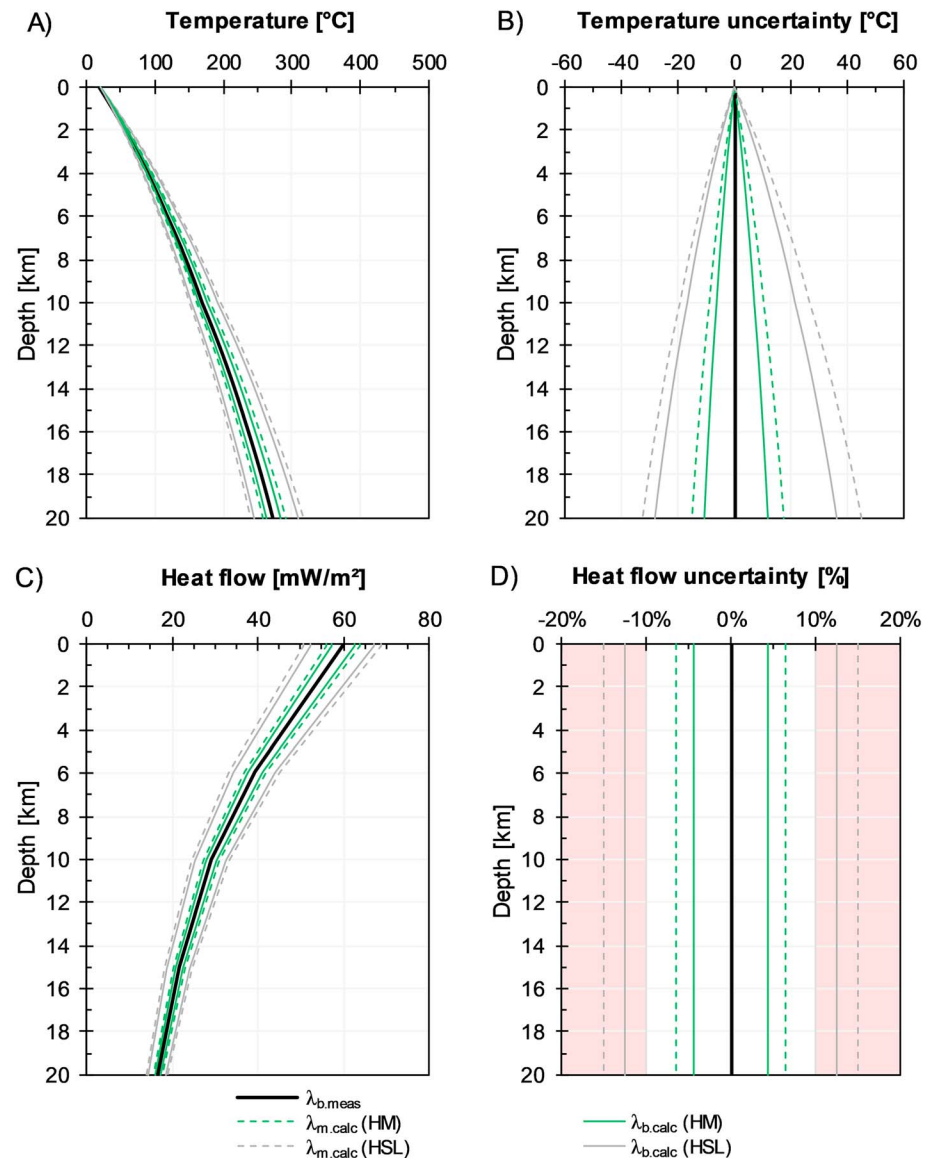 A) Temperature [°C]
0 100 200 300 400 500
Depth [km]
0
2
4
6
8
10
12
14
16
18
20
B) Temperature uncertainty [°C]
-60 -40 -20 0 20 40 60
Depth [km]
0
2
4
6
8
10
12
14
16
18
20
C) Heat flow [mW/m²]
0 20 40 60 80
Depth [km]
0
2
4
6
8
10
12
14
16
18
20
D) Heat flow uncertainty [%]
-20% -10% 0% 10% 20%
Depth [km]
0
2
4
6
8
10
12
14
16
18
20
λb.meas
λm.calc (HM)
λm.calc (HSL)
λb.calc (HM)
λb.calc (HSL)